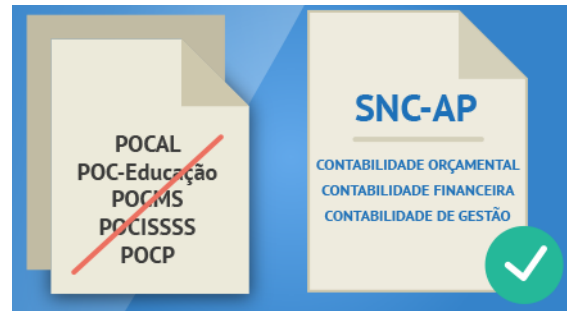 POCAL
POC-Educação
POCMS
POCISSSS
POCP
SNC-AP
CONTABILIDADE ORÇAMENTAL
CONTABILIDADE FINANCEIRA
CONTABILIDADE DE GESTÃO